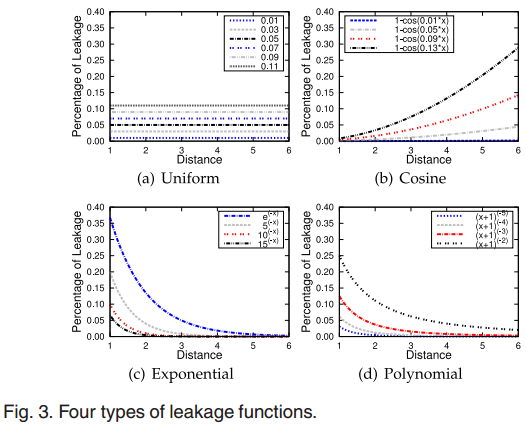 Percentage of Leakage
0.40
0.35
0.30
0.25
0.20
0.15
0.10
0.05
0.00
1 2 3 4 5 6
Distance
0.01
0.03
0.05
0.07
0.09
0.11
(a) Uniform
Percentage of Leakage
0.40
0.35
0.30
0.25
0.20
0.15
0.10
0.05
0.00
1 2 3 4 5 6
Distance
1-cos(0.01*x)
1-cos(0.05*x)
1-cos(0.09*x)
1-cos(0.13*x)
(b) Cosine
Percentage of Leakage
0.40
0.35
0.30
0.25
0.20
0.15
0.10
0.05
0.00
1 2 3 4 5 6
Distance
e^(-x)
5^(-x)
10^(-x)
15^(-x)
(c) Exponential
Percentage of Leakage
0.40
0.35
0.30
0.25
0.20
0.15
0.10
0.05
0.00
1 2 3 4 5 6
Distance
(x+1)^(-5)
(x+1)^(-4)
(x+1)^(-3)
(x+1)^(-2)
(d) Polynomial
Fig. 3. Four types of leakage functions.